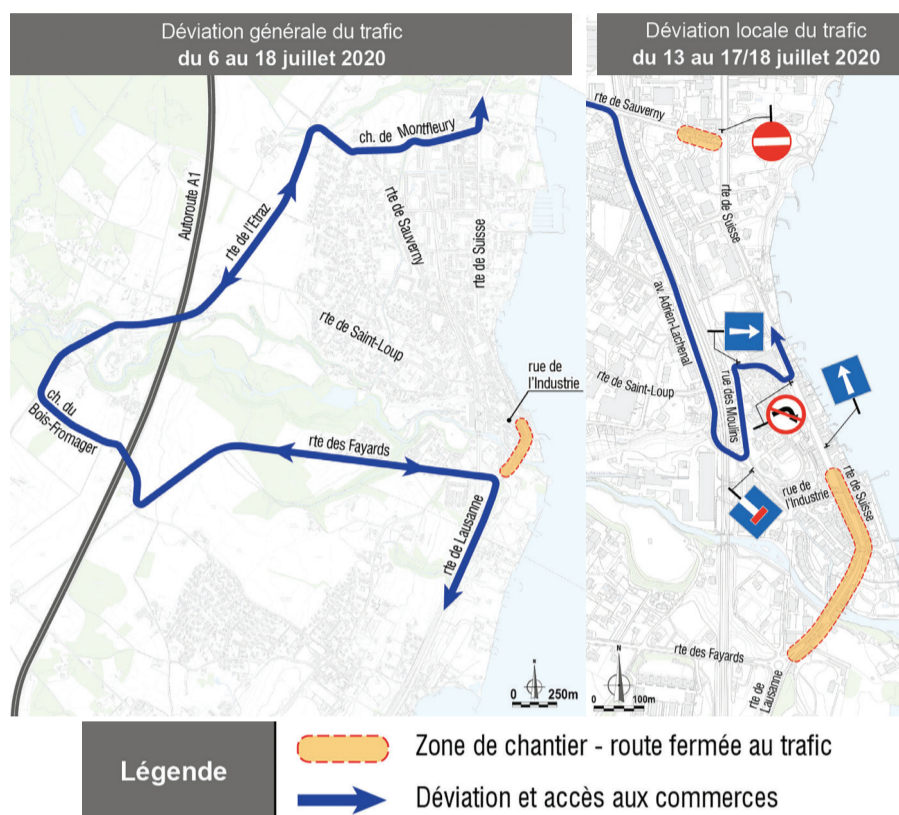 Déviation générale du trafic
du 6 au 18 juillet 2020
ch. de Montfleury
Autoroute A1
rte de l'Etraz
rte de Sauverny
rte de Suisse
rte de Saint-Loup
rue de
l'Industrie
ch. du
Bois-Fromager
rte des Fayards
rte de Lausanne
N
0 250m
Déviation locale du trafic
du 13 au 17/18 juillet 2020
rte de Sauverny
rte de Suisse
av. Adrien-Lachenal
rte de Saint-Loup
rue des Moulins
rue de
l'Industrie
rte de Suisse
rte des Fayards
rte de
Lausanne
N
0 100m
Légende
Zone de chantier - route fermée au trafic
Déviation et accès aux commerces